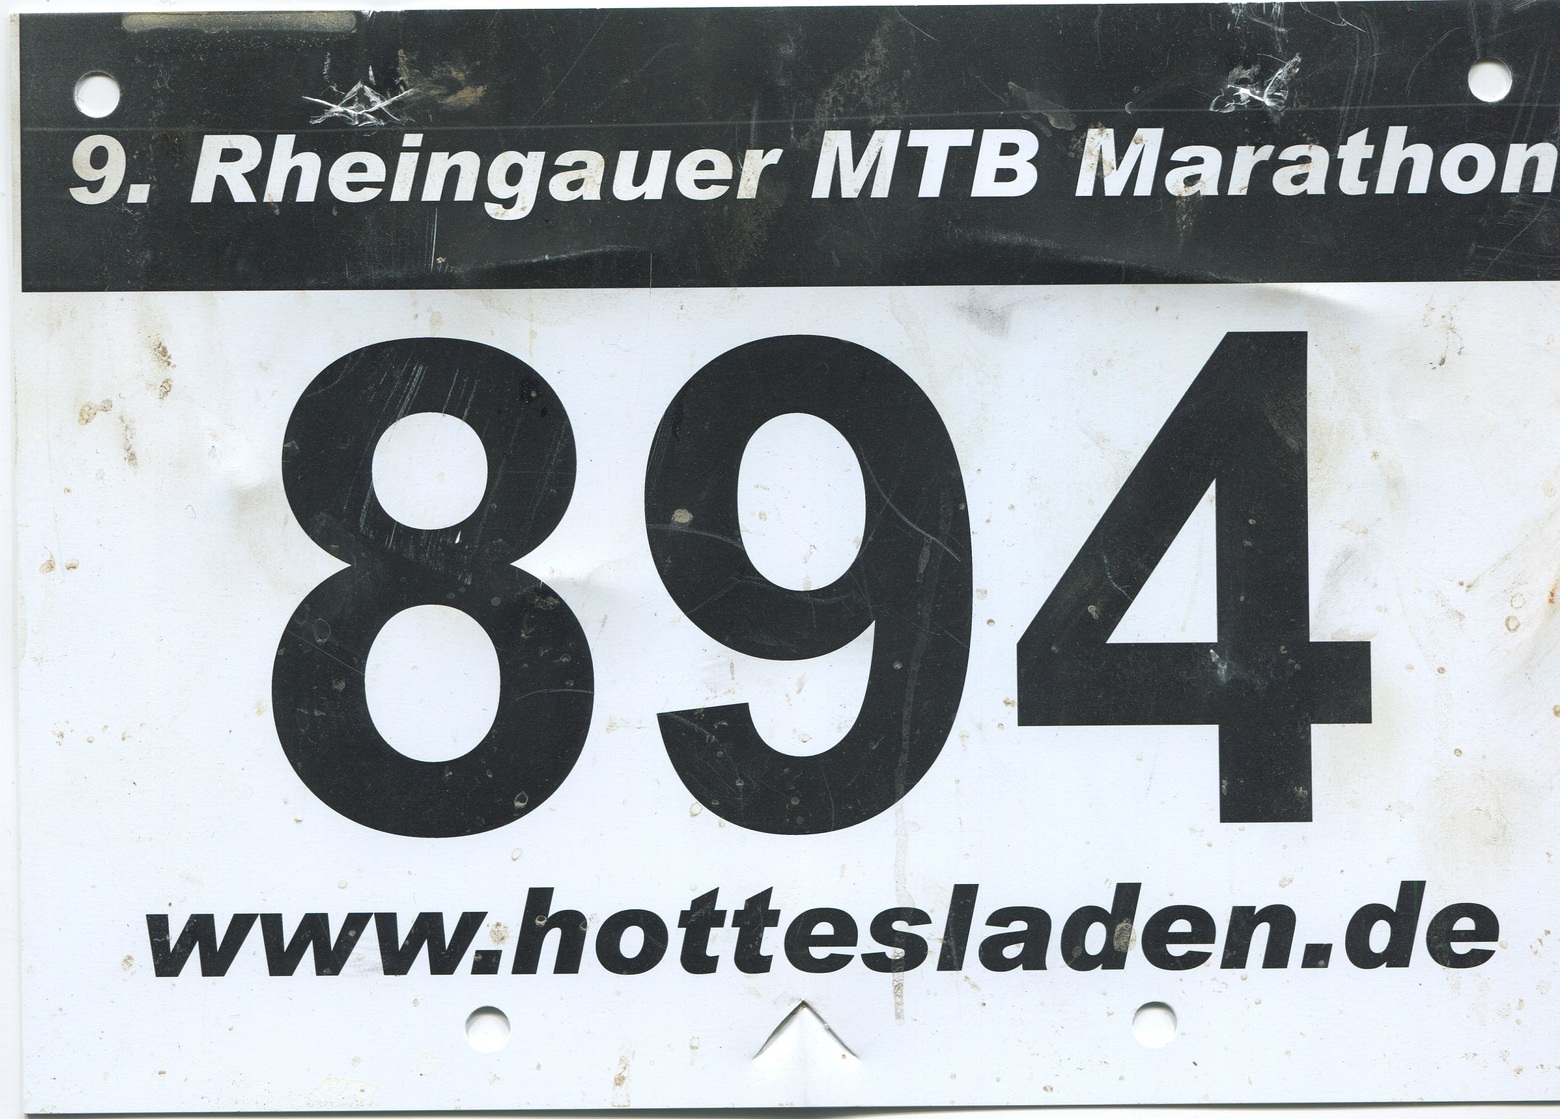 9. Rheingauer MTB Marathon
894
www.hottesladen.de